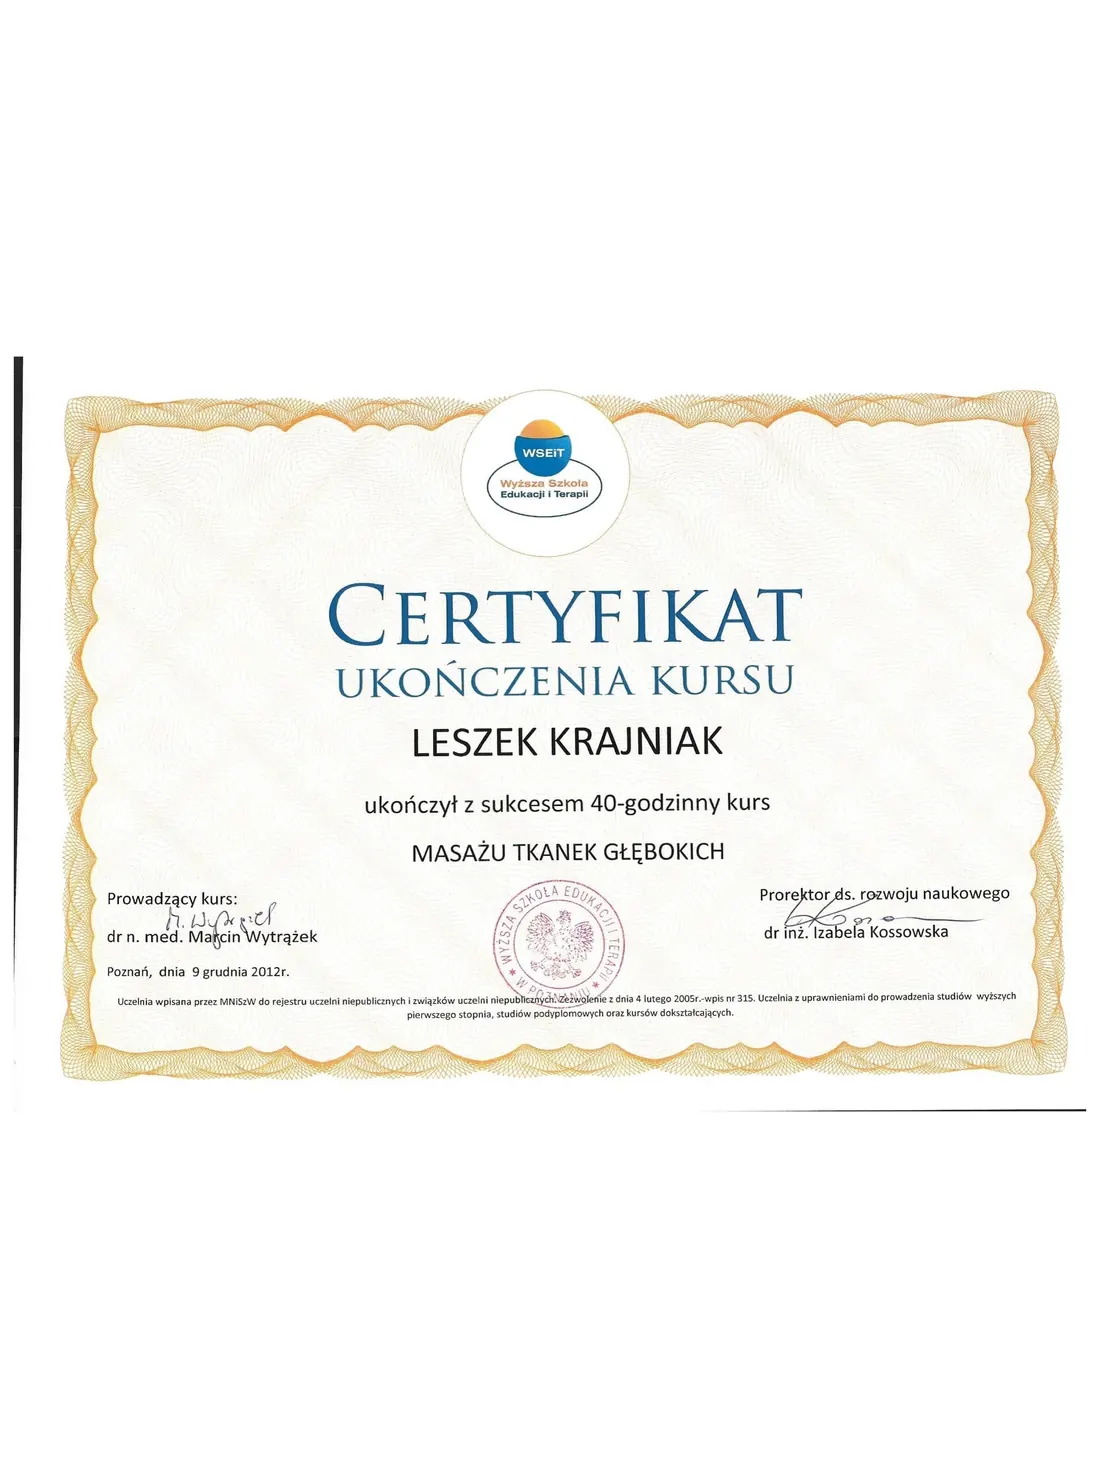 WSEiT
Wyższa Szkoła
Edukacji i Terapii
CERTYFIKAT
UKOŃCZENIA KURSU
LESZEK KRAJNIAK
ukończył z sukcesem 40-godzinny kurs
MASAŻU TKANEK GŁĘBOKICH
Prowadzący kurs:
M. Wytrążek
dr n. med. Marcin Wytrążek
Poznań, dnia 9 grudnia 2012r.
WYŻSZA SZKOŁA EDUKACJI I TERAPII
★ W POZNANIU ★
Prorektor ds. rozwoju naukowego
dr inż. Izabela Kossowska
Uczelnia wpisana przez MNiSzW do rejestru uczelni niepublicznych i związków uczelni niepublicznych. Zezwolenie z dnia 4 lutego 2005r.-wpis nr 315. Uczelnia z uprawnieniami do prowadzenia studiów wyższych
pierwszego stopnia, studiów podyplomowych oraz kursów dokształcających.